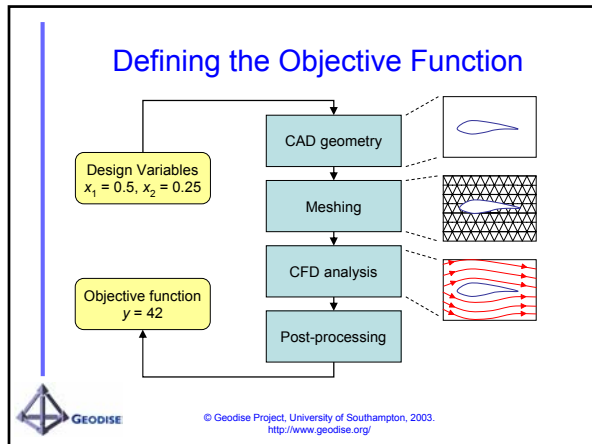 Defining the Objective Function
Design Variables
x₁ = 0.5, x₂ = 0.25
CAD geometry
Meshing
CFD analysis
Post-processing
Objective function
y = 42
GEODISE
© Geodise Project, University of Southampton, 2003.
http://www.geodise.org/